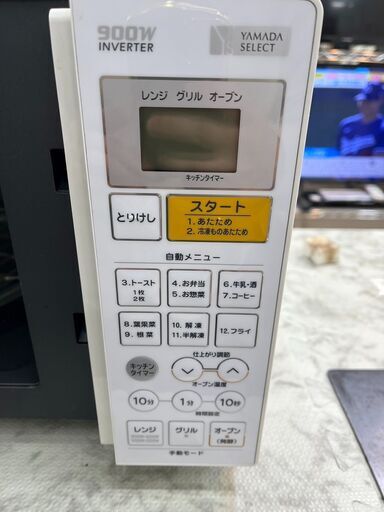 900W
INVERTER
YAMADA
SELECT
レンジ グリル オーブン
キッチンタイマー
とりけし
スタート
1.あたため
2.冷凍ものあたため
自動メニュー
3.トースト
1枚
2枚
4.お弁当
5.お惣菜
6.牛乳・酒
7.コーヒー
8.葉果菜
9.根菜
10.解凍
11.半解凍
12.フライ
仕上がり調節
キッチン
タイマー
オーブン温度
10分
1分
10秒
時間設定
レンジ
グリル
オーブン
(発酵)
手動モード